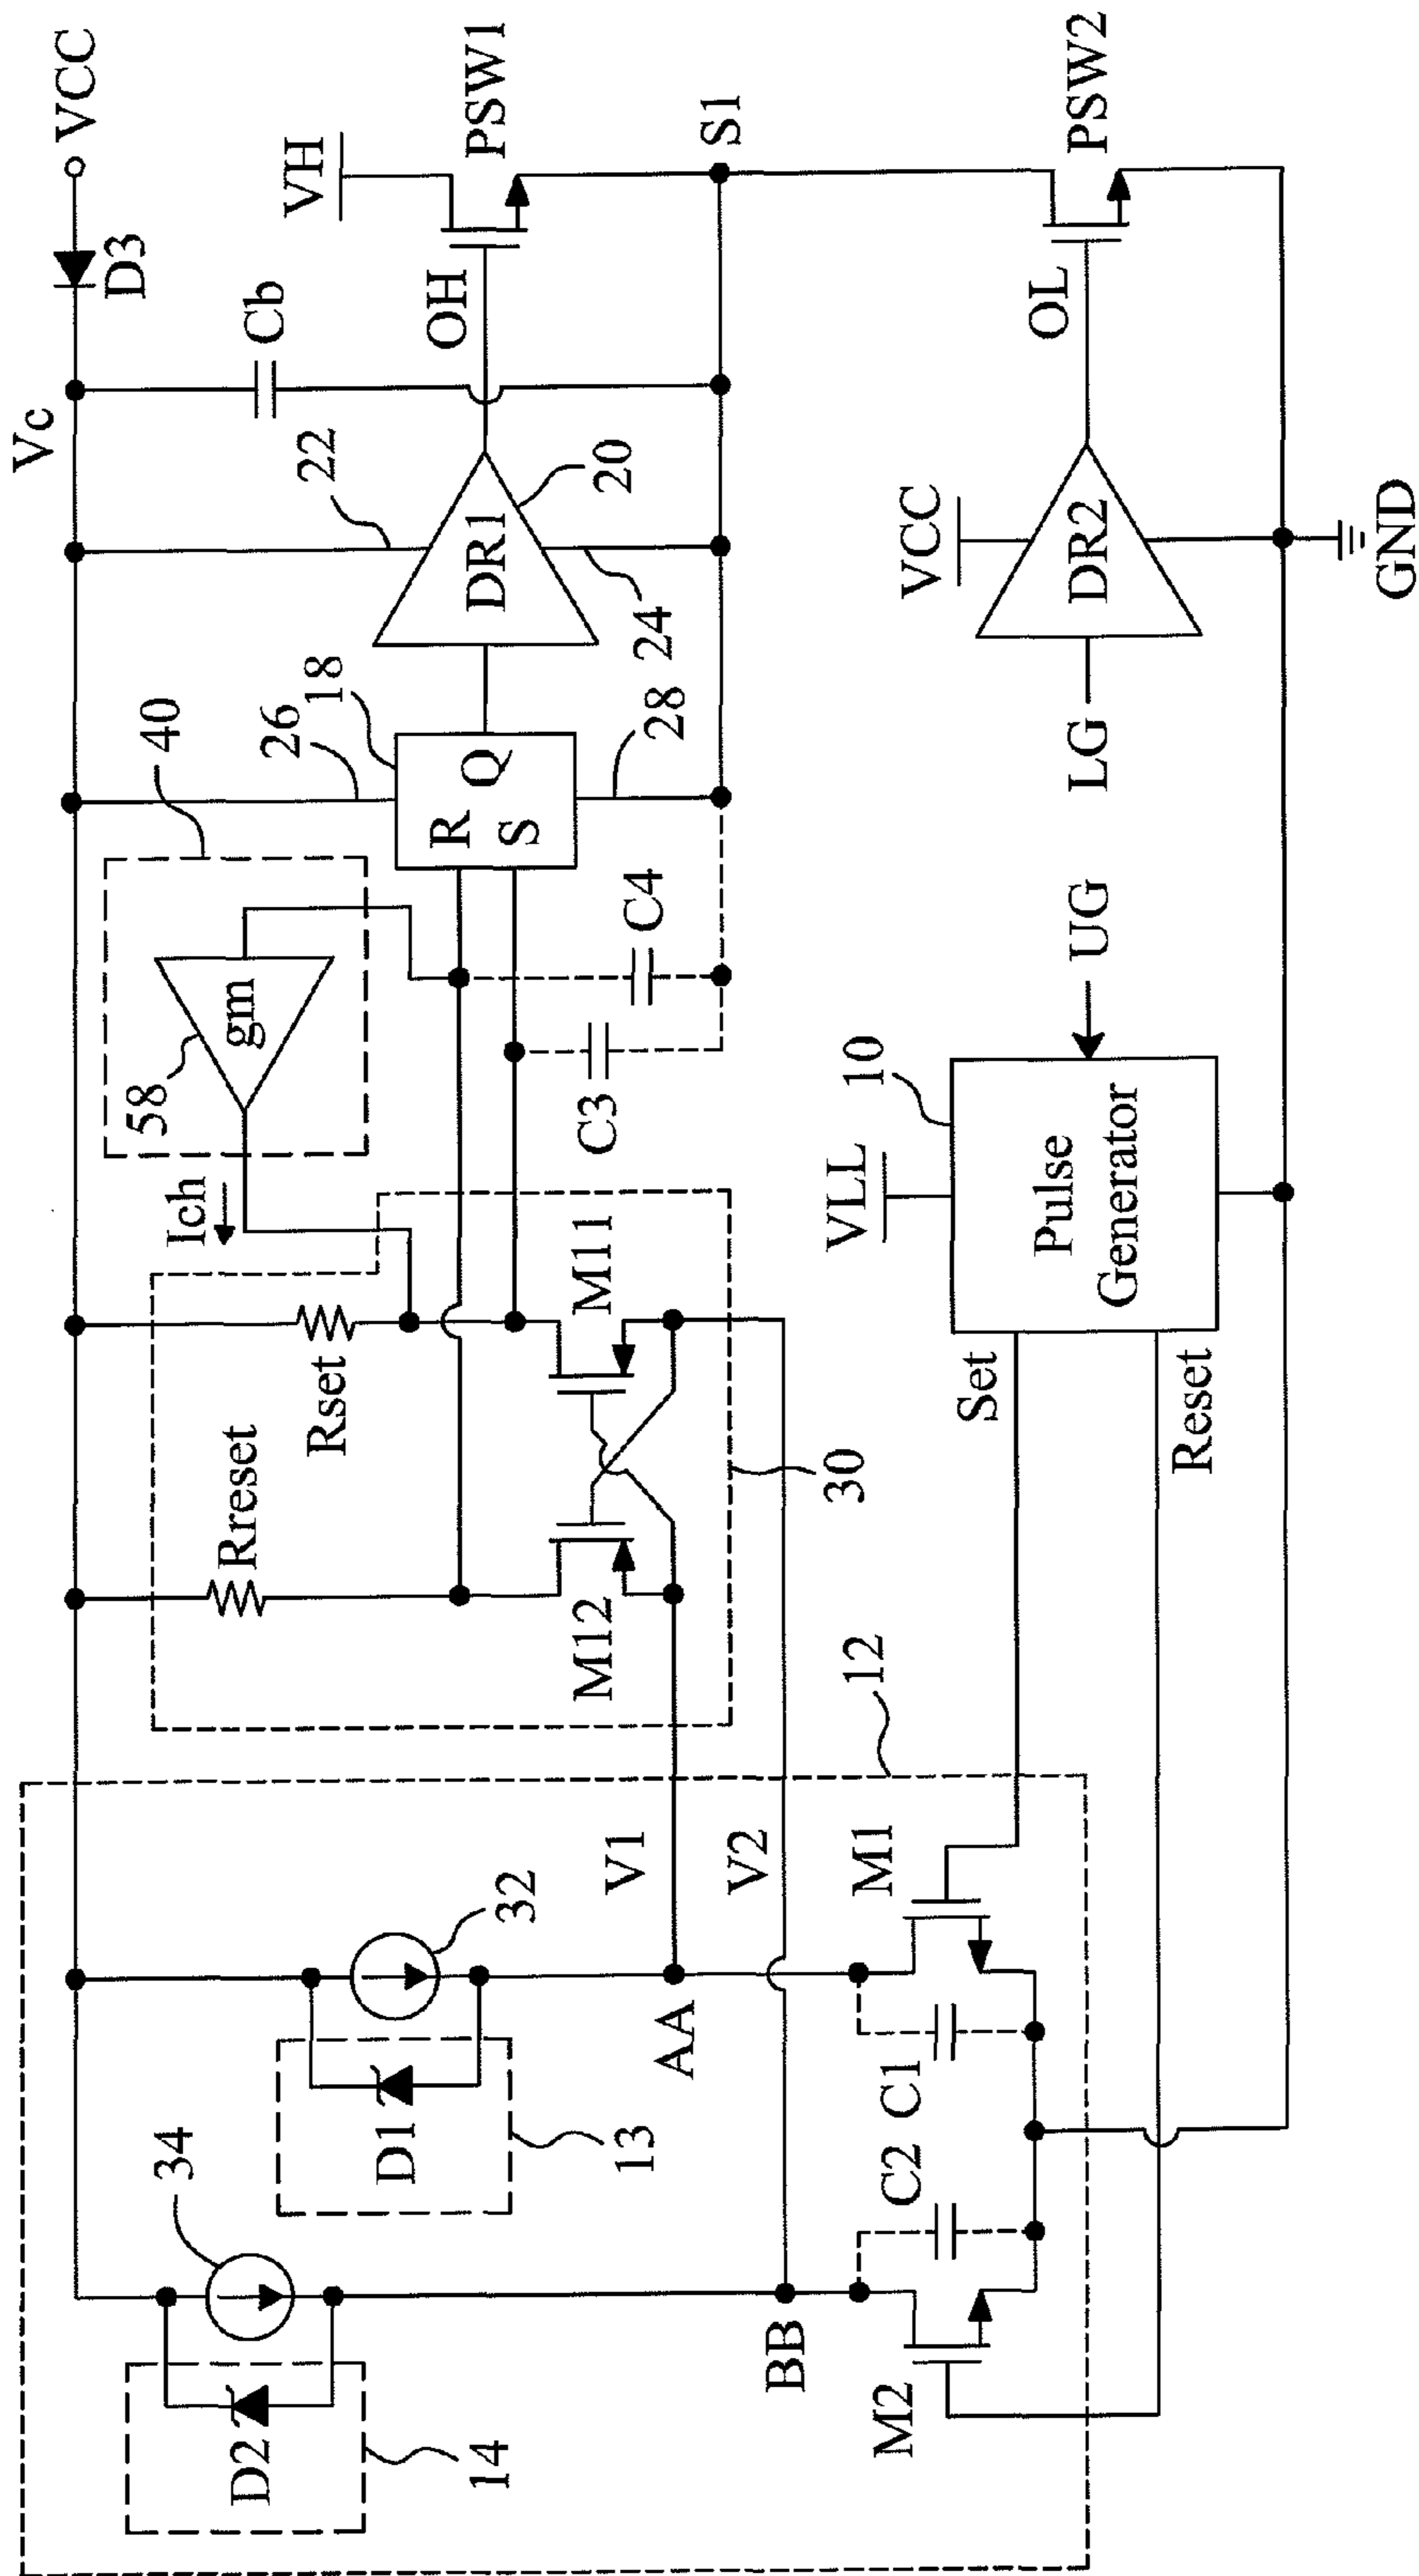 VCC
D3
Vc
Cb
VH
PSW1
OH
22
20
DR1
24
S1
40
26
18
R Q
S
28
58
gm
Ich
C4
C3
PSW2
OL
VCC
DR2
LG
GND
UG
10
VLL
Pulse
Generator
Set
Reset
Rreset
Rset
M12
M11
30
12
34
32
D2
14
D1
13
V1
V2
AA
BB
M1
M2
C1
C2